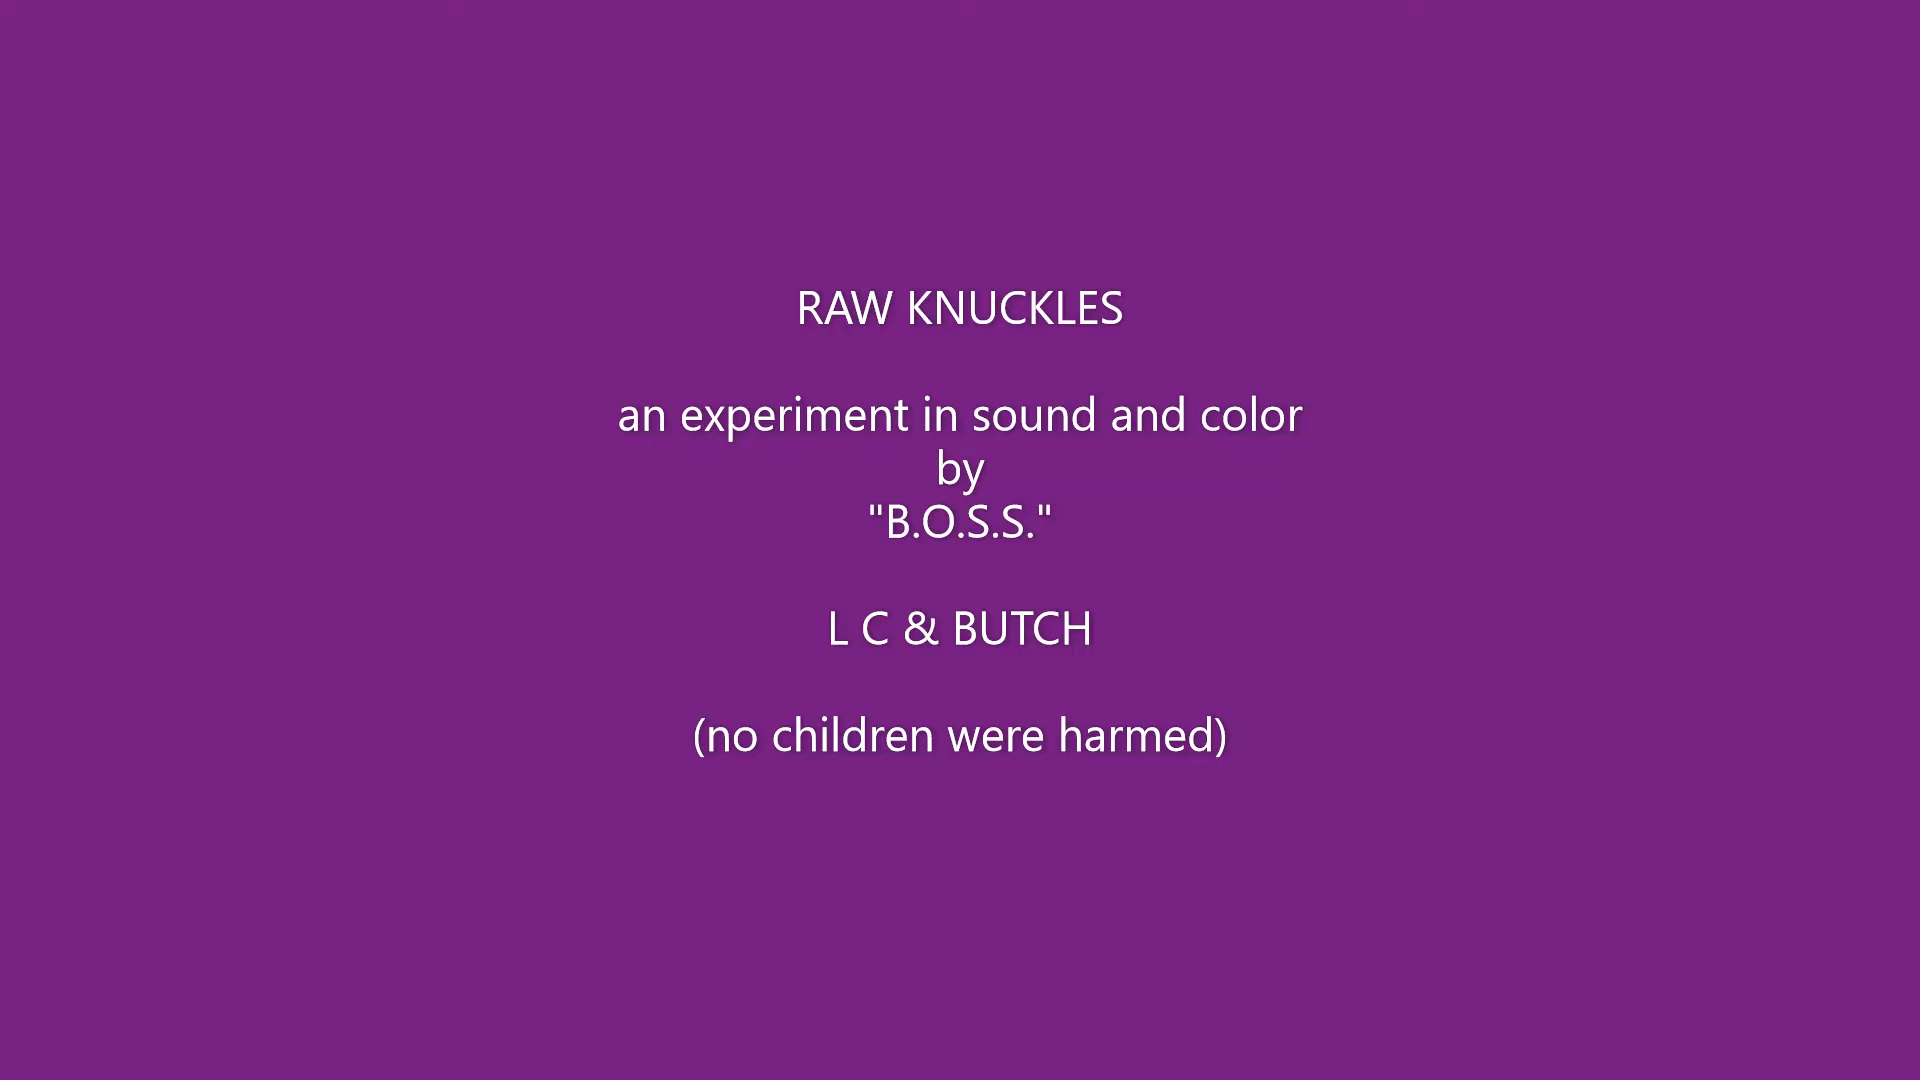 RAW KNUCKLES
an experiment in sound and color
by
"B.O.S.S."
L C & BUTCH
(no children were harmed)